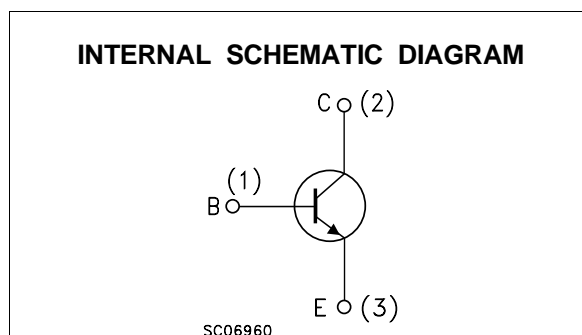 INTERNAL SCHEMATIC DIAGRAM
C (2)
(1)
B
E (3)
SC06960